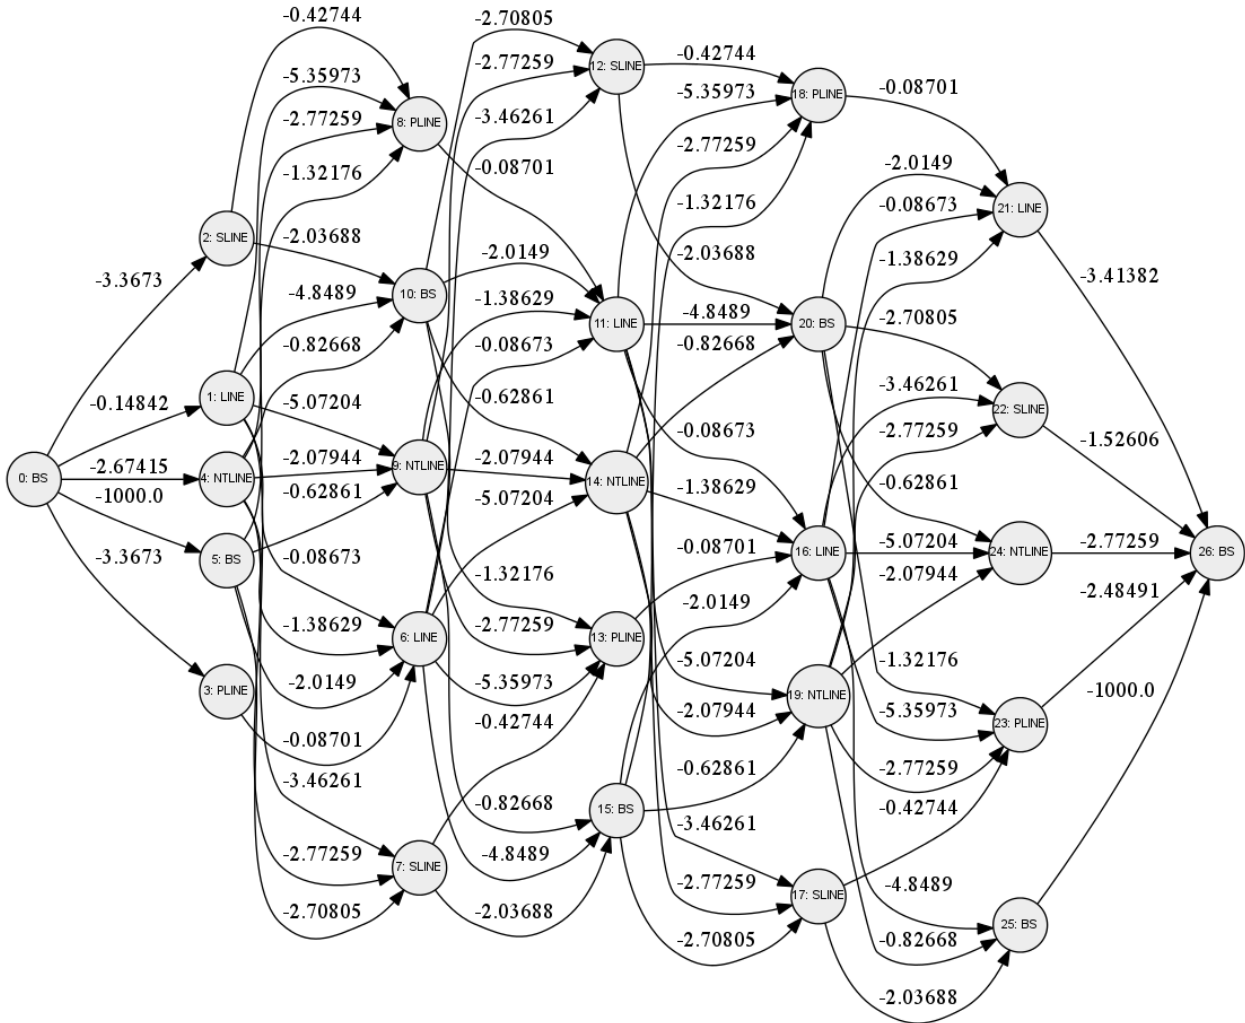 -0.42744
-5.35973
-2.77259
-1.32176
-2.03688
-4.8489
-0.82668
-3.3673
-0.14842
-2.67415
-1000.0
-3.3673
-5.07204
-2.07944
-0.62861
-0.08673
-1.38629
-2.0149
-0.08701
-3.46261
-2.77259
-2.70805
0: BS
2: SLINE
1: LINE
4: NTLINE
5: BS
3: PLINE
8: PLINE
10: BS
9: NTLINE
6: LINE
7: SLINE
-2.70805
-2.77259
-3.46261
-0.08701
-2.0149
-1.38629
-0.08673
-0.62861
-2.07944
-5.07204
-1.32176
-2.77259
-5.35973
-0.42744
-0.82668
-4.8489
-2.03688
12: SLINE
11: LINE
14: NTLINE
13: PLINE
15: BS
-0.42744
-5.35973
-2.77259
-1.32176
-2.03688
-4.8489
-0.82668
-0.08673
-1.38629
-0.08701
-2.0149
-5.07204
-2.07944
-0.62861
-3.46261
-2.77259
-2.70805
18: PLINE
20: BS
16: LINE
19: NTLINE
17: SLINE
-0.08701
-2.0149
-0.08673
-1.38629
-2.70805
-3.46261
-2.77259
-0.62861
-5.07204
-2.07944
-1.32176
-5.35973
-2.77259
-0.42744
-4.8489
-0.82668
-2.03688
21: LINE
22: SLINE
24: NTLINE
23: PLINE
25: BS
-3.41382
-1.52606
-2.77259
-2.48491
-1000.0
26: BS